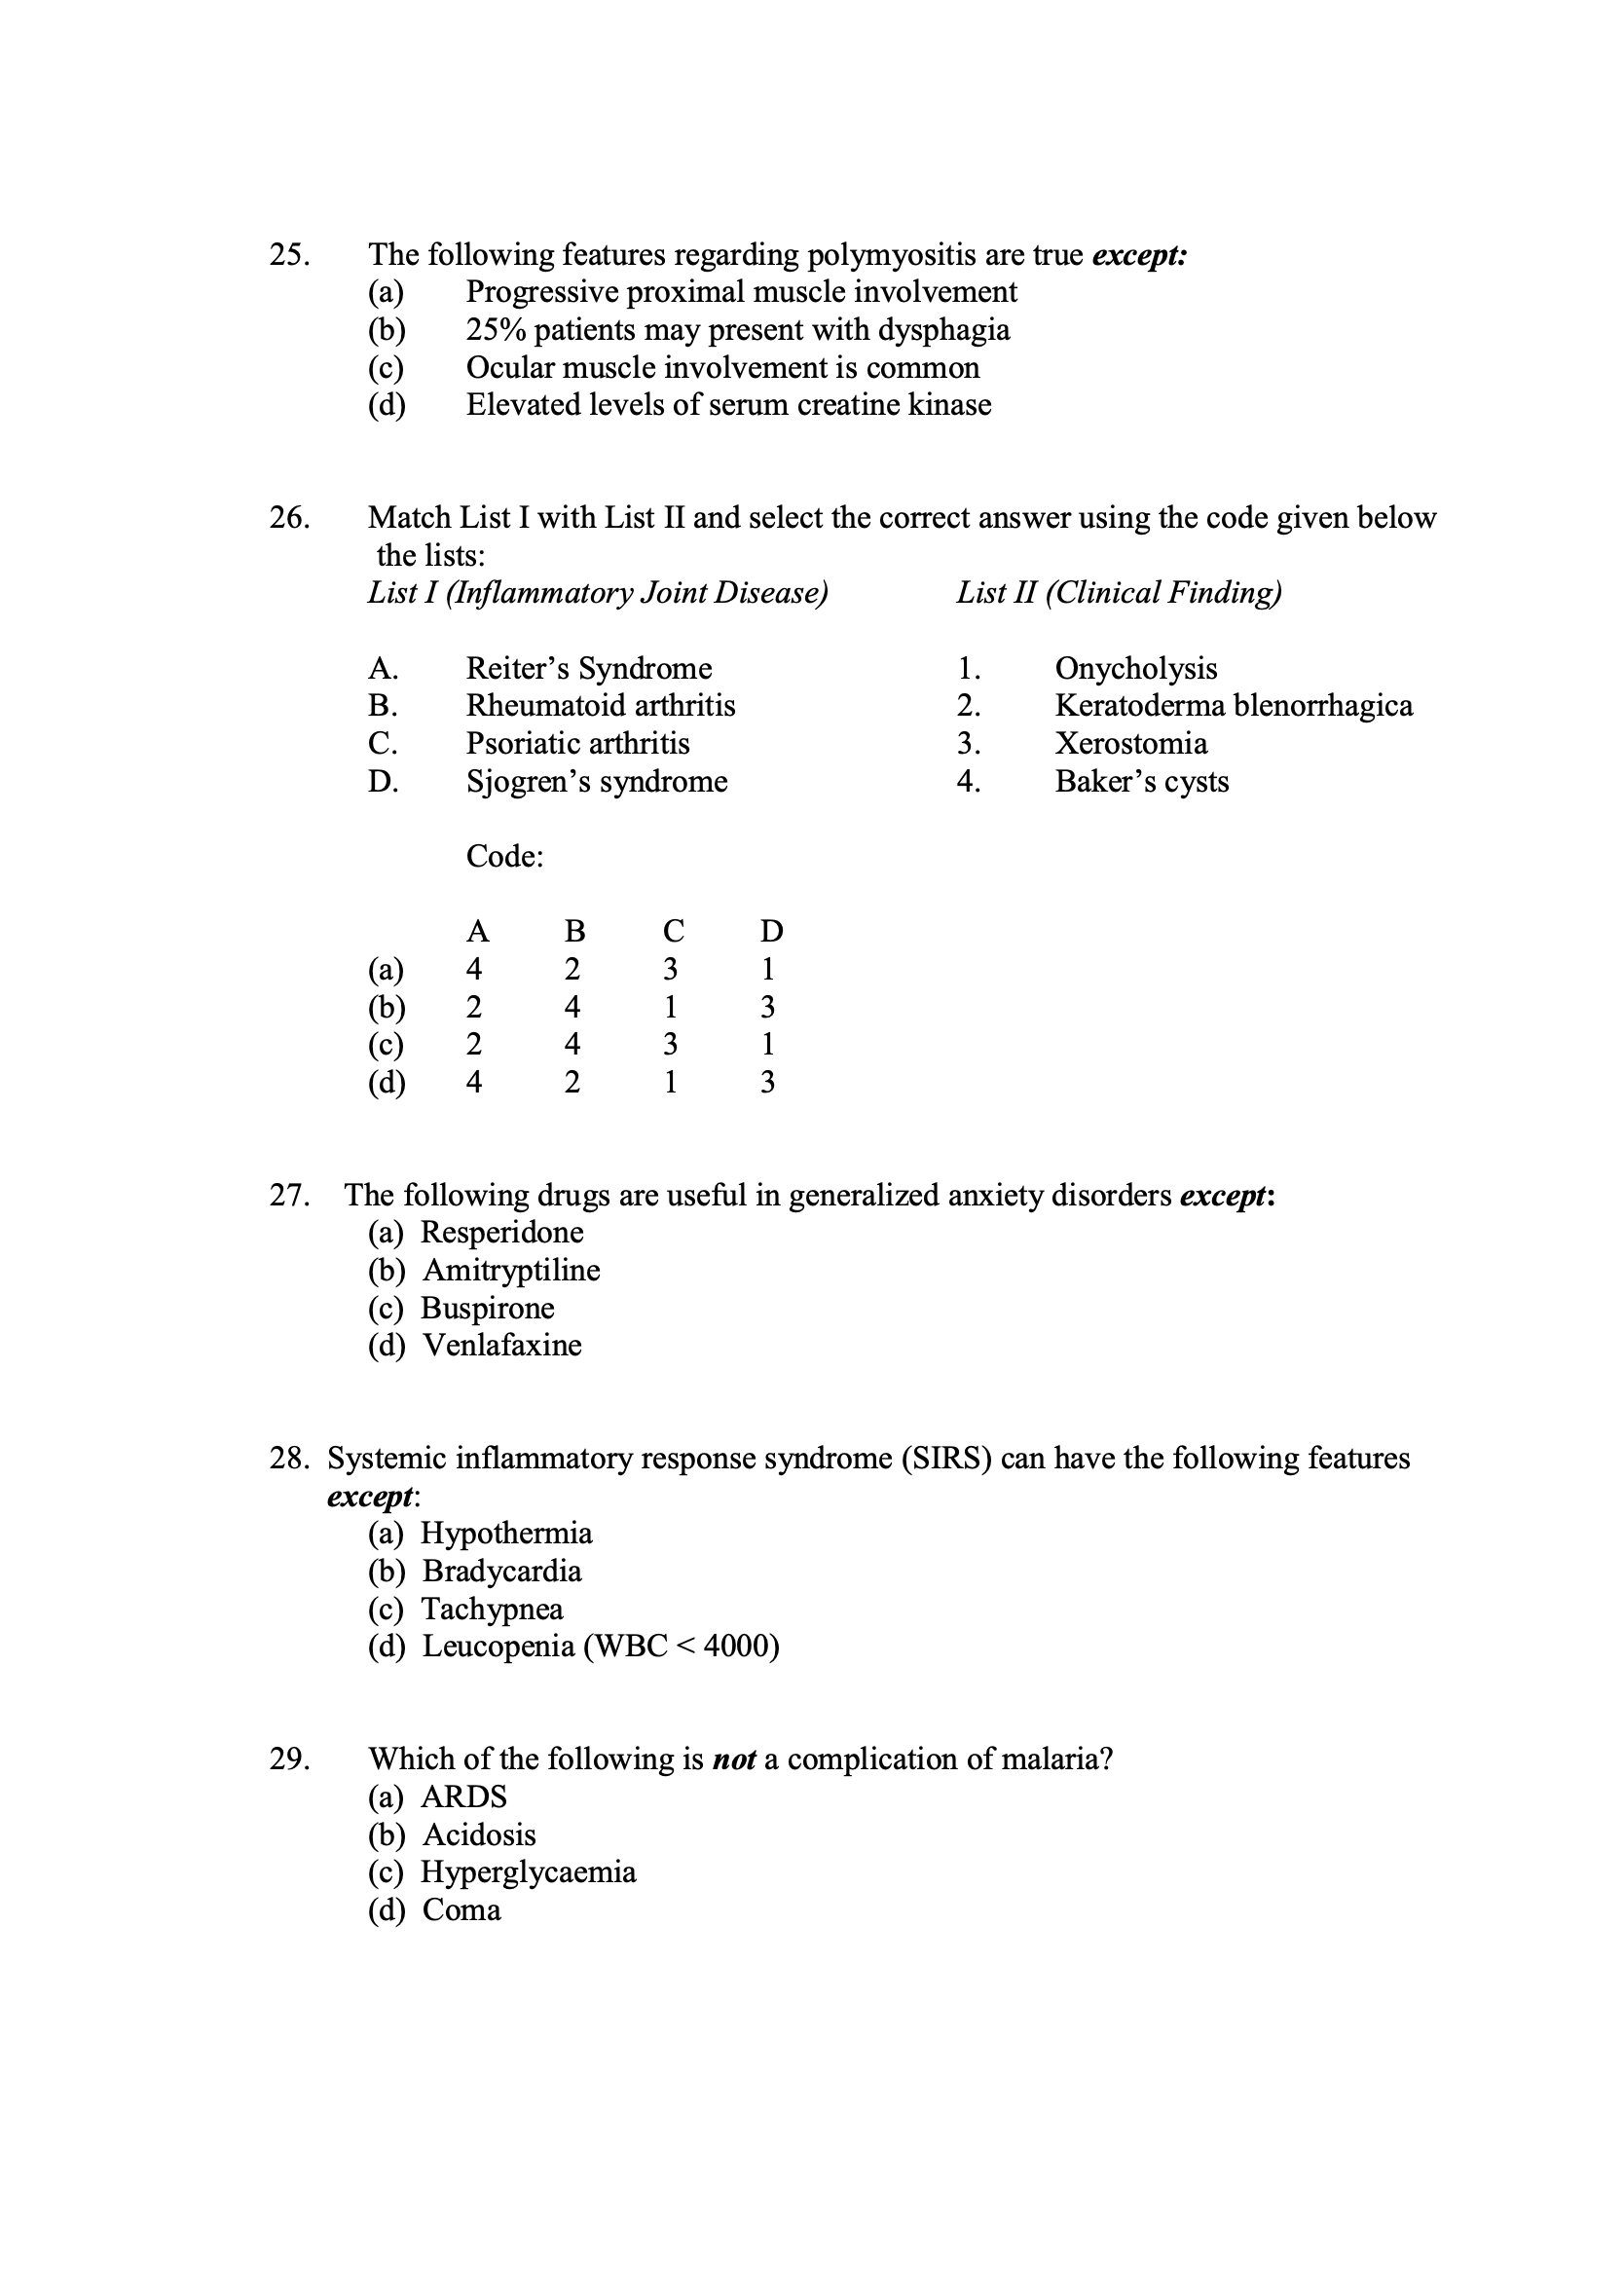 25. The following features regarding polymyositis are true except:
(a) Progressive proximal muscle involvement
(b) 25% patients may present with dysphagia
(c) Ocular muscle involvement is common
(d) Elevated levels of serum creatine kinase
26. Match List I with List II and select the correct answer using the code given below
the lists:
List I (Inflammatory Joint Disease) List II (Clinical Finding)
A. Reiter’s Syndrome 1. Onycholysis
B. Rheumatoid arthritis 2. Keratoderma blenorrhagica
C. Psoriatic arthritis 3. Xerostomia
D. Sjogren’s syndrome 4. Baker’s cysts
Code:
A B C D
(a) 4 2 3 1
(b) 2 4 1 3
(c) 2 4 3 1
(d) 4 2 1 3
27. The following drugs are useful in generalized anxiety disorders except:
(a) Resperidone
(b) Amitryptiline
(c) Buspirone
(d) Venlafaxine
28. Systemic inflammatory response syndrome (SIRS) can have the following features
except:
(a) Hypothermia
(b) Bradycardia
(c) Tachypnea
(d) Leucopenia (WBC < 4000)
29. Which of the following is not a complication of malaria?
(a) ARDS
(b) Acidosis
(c) Hyperglycaemia
(d) Coma